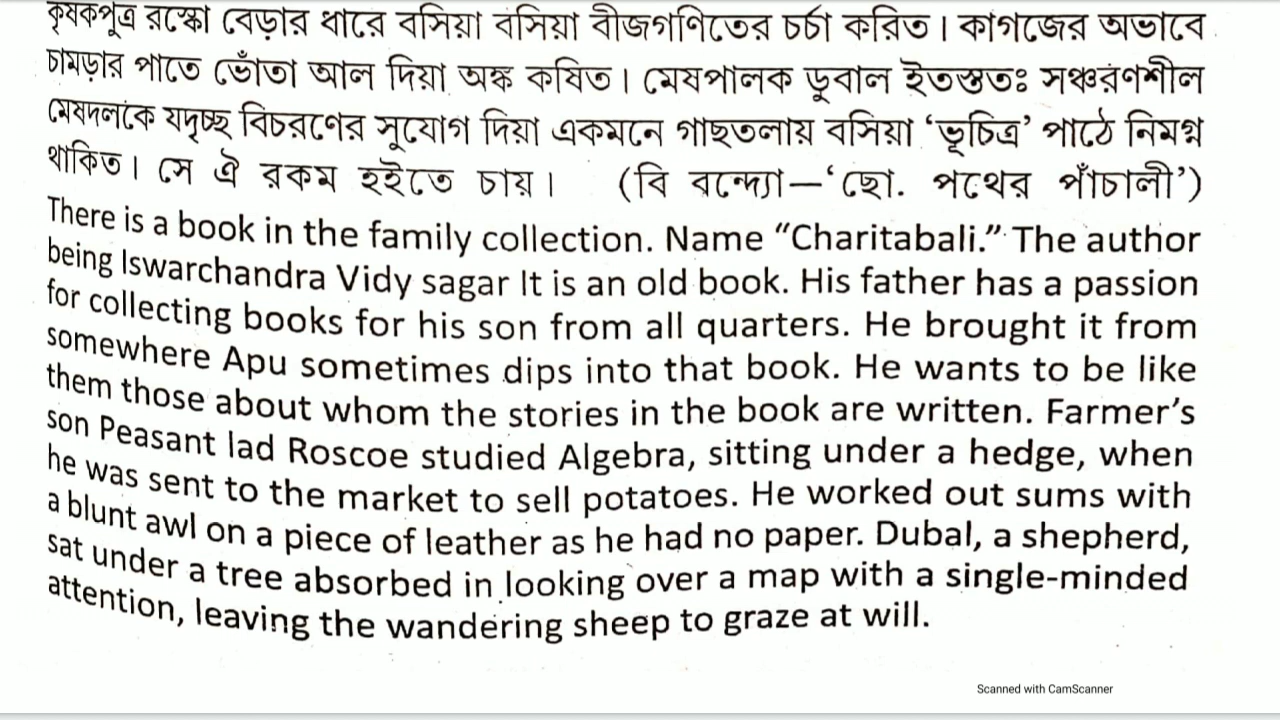 কৃষকপুত্র রস্কো বেড়ার ধারে বসিয়া বসিয়া বীজগণিতের চর্চা করিত। কাগজের অভাবে
চামড়ার পাতে ভোঁতা আল দিয়া অঙ্ক কষিত। মেষপালক ডুবাল ইতস্ততঃ সঞ্চরণশীল
মেষদলকে যদৃচ্ছ বিচরণের সুযোগ দিয়া একমনে গাছতলায় বসিয়া ‘ভূচিত্র’ পাঠে নিমগ্ন
থাকিত। সে ঐ রকম হইতে চায়। (বি বন্দ্যো—‘ছো. পথের পাঁচালী’)
There is a book in the family collection. Name “Charitabali.” The author
being Iswarchandra Vidy sagar It is an old book. His father has a passion
for collecting books for his son from all quarters. He brought it from
somewhere Apu sometimes dips into that book. He wants to be like
them those about whom the stories in the book are written. Farmer’s
son Peasant lad Roscoe studied Algebra, sitting under a hedge, when
he was sent to the market to sell potatoes. He worked out sums with
a blunt awl on a piece of leather as he had no paper. Dubal, a shepherd,
sat under a tree absorbed in looking over a map with a single-minded
attention, leaving the wandering sheep to graze at will.
Scanned with CamScanner